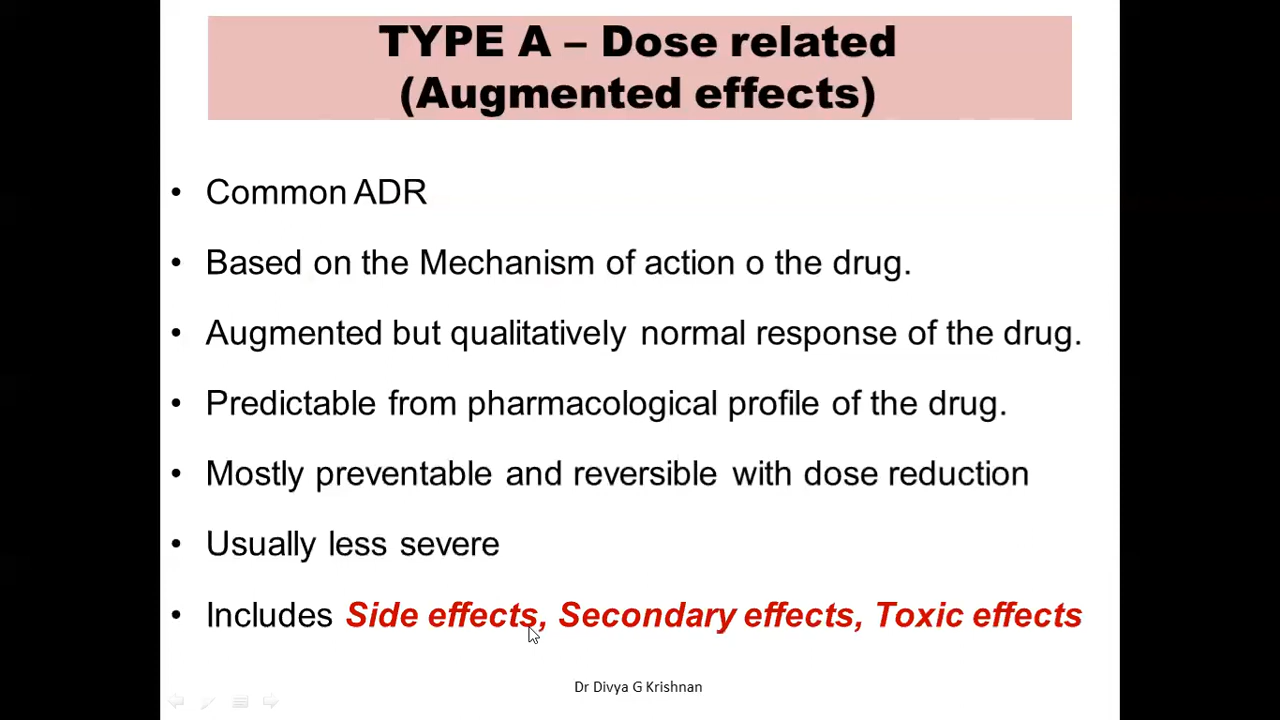 TYPE A – Dose related
(Augmented effects)
• Common ADR
• Based on the Mechanism of action o the drug.
• Augmented but qualitatively normal response of the drug.
• Predictable from pharmacological profile of the drug.
• Mostly preventable and reversible with dose reduction
• Usually less severe
• Includes Side effects, Secondary effects, Toxic effects
Dr Divya G Krishnan